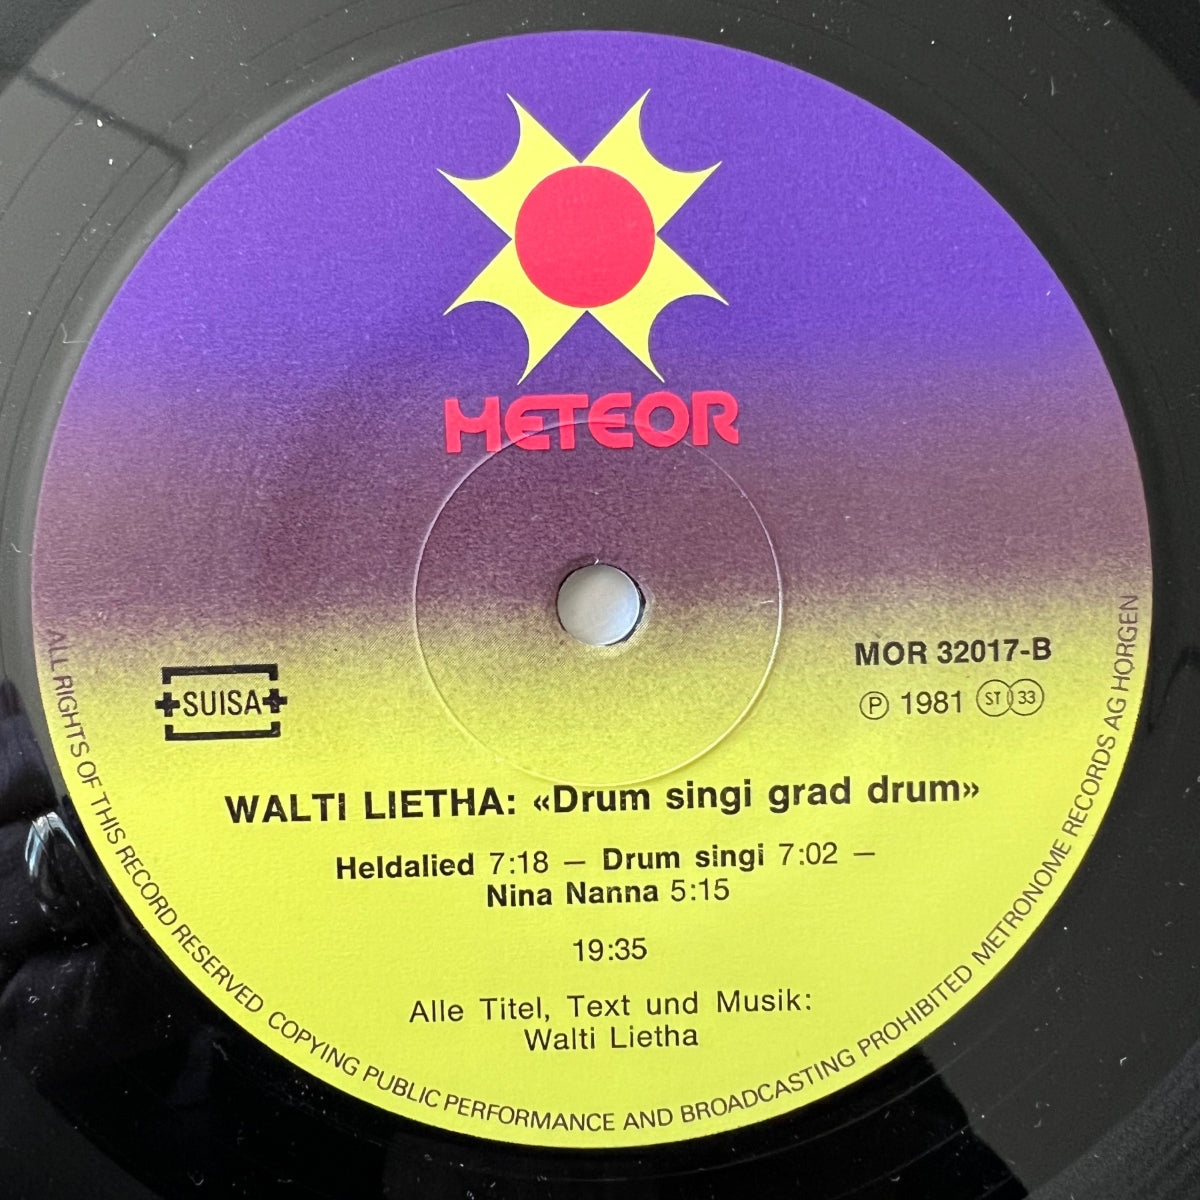 METEOR
SUISA
MOR 32017-B
Ⓟ 1981 ST 33
WALTI LIETHA: «Drum singi grad drum»
Heldalied 7:18 – Drum singi 7:02 –
Nina Nanna 5:15
19:35
Alle Titel, Text und Musik:
Walti Lietha
ALL RIGHTS OF THIS RECORD RESERVED COPYING PUBLIC PERFORMANCE AND BROADCASTING PROHIBITED METRONOME RECORDS AG HORGEN